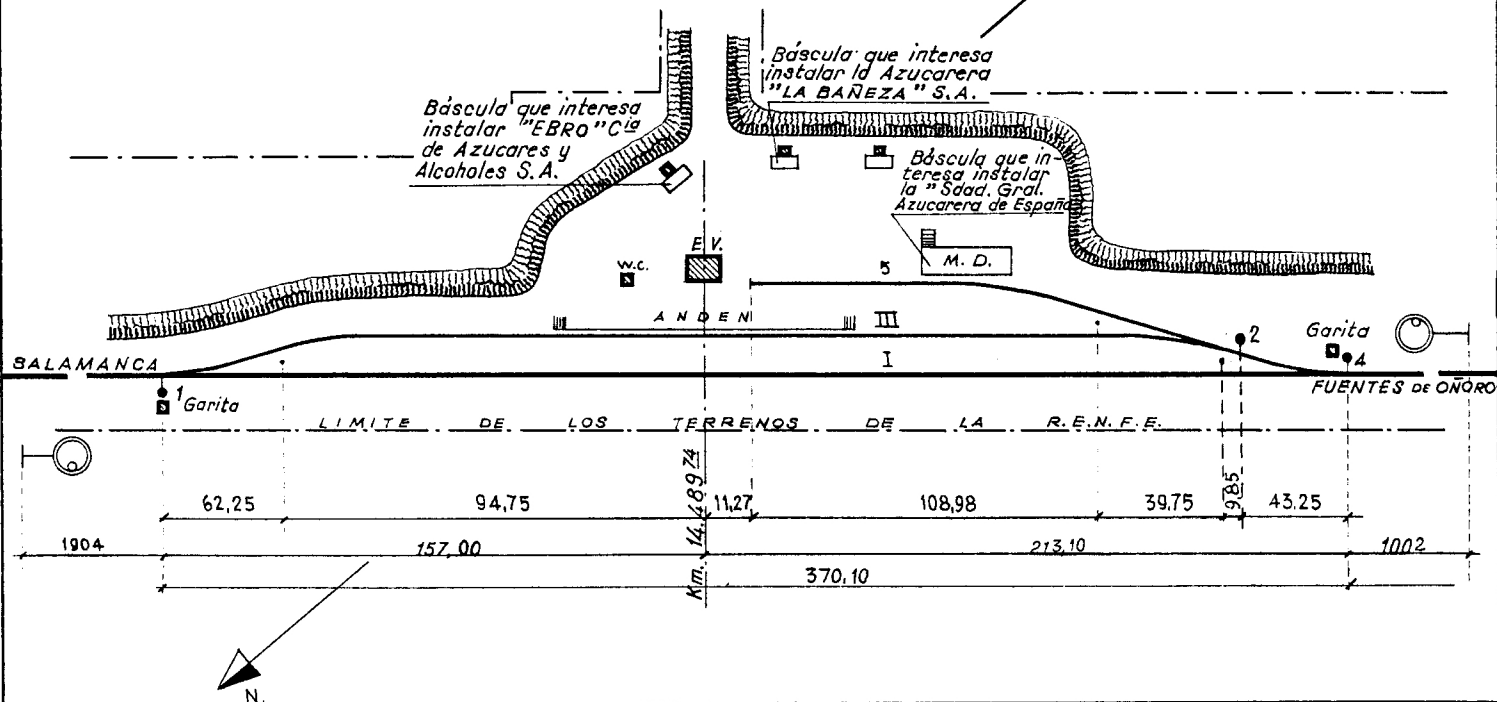 Báscula que interesa
instalar la Azucarera
"LA BAÑEZA" S.A.
Báscula que interesa
instalar "EBRO" Cia
de Azucares y
Alcoholes S.A.
Báscula que in-
teresa instalar
la "Sdad. Gral.
Azucarera de España
E.V.
W.C.
M. D.
5
ANDEN
III
2
Garita
4
I
SALAMANCA
FUENTES DE OÑORO
1
Garita
LIMITE DE LOS TERRENOS DE LA R.E.N.F.E.
Km. 14.489 74
62,25
94,75
11,27
108,98
39.75
9,85
43.25
1904
157,00
213,10
1002
370,10
N.